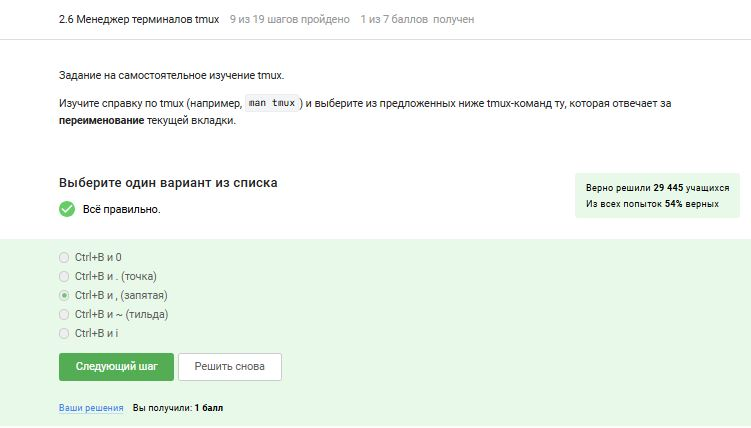 2.6 Менеджер терминалов tmux 9 из 19 шагов пройдено 1 из 7 баллов получен
Задание на самостоятельное изучение tmux.
Изучите справку по tmux (например, man tmux ) и выберите из предложенных ниже tmux-команд ту, которая отвечает за
переименование текущей вкладки.
Выберите один вариант из списка
Всё правильно.
Верно решили 29 445 учащихся
Из всех попыток 54% верных
Ctrl+B и 0
Ctrl+B и . (точка)
Ctrl+B и , (запятая)
Ctrl+B и ~ (тильда)
Ctrl+B и i
Следующий шаг Решить снова
Ваши решения Вы получили: 1 балл